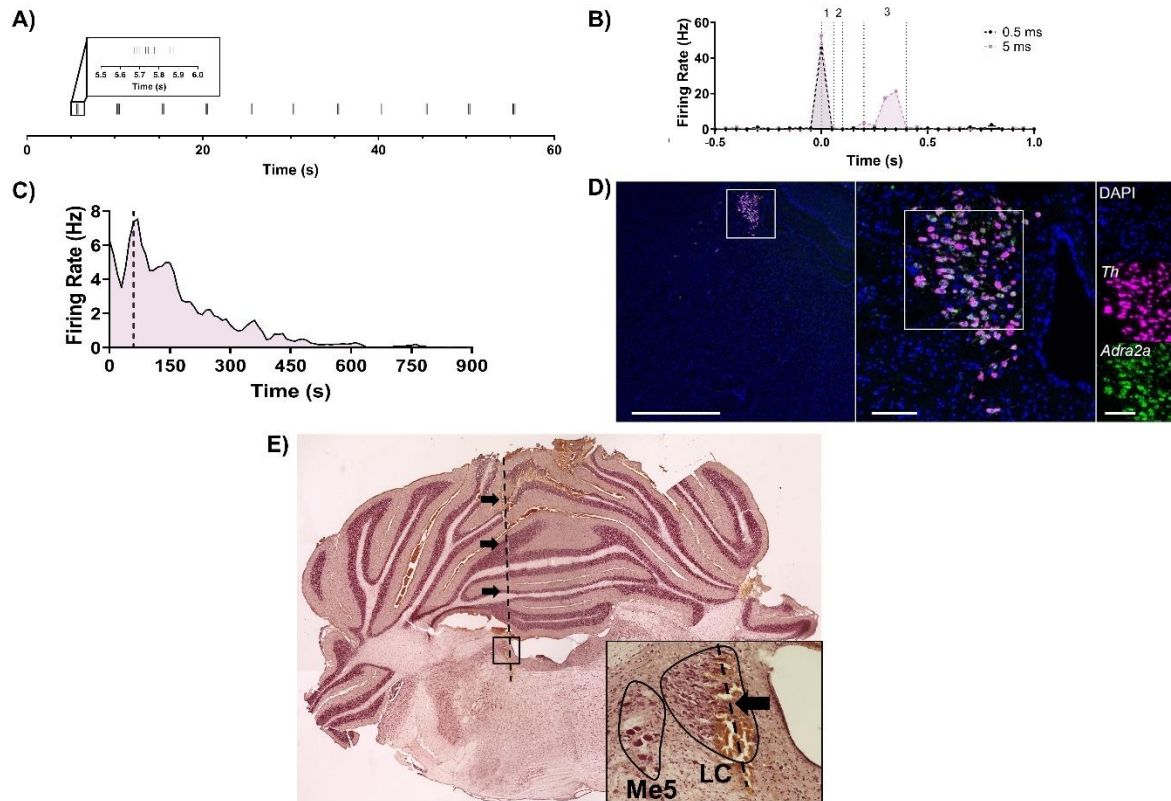 A)
5.5 5.6 5.7 5.8 5.9 6.0
Time (s)
0 20 40 60
Time (s)
B)
Firing Rate (Hz)
60
40
20
0
1 2 3
0.5 ms
5 ms
-0.5 0.0 0.5 1.0
Time (s)
C)
Firing Rate (Hz)
8
6
4
2
0
0 150 300 450 600 750 900
Time (s)
D)
DAPI
Th
Adra2a
E)
Me5
LC